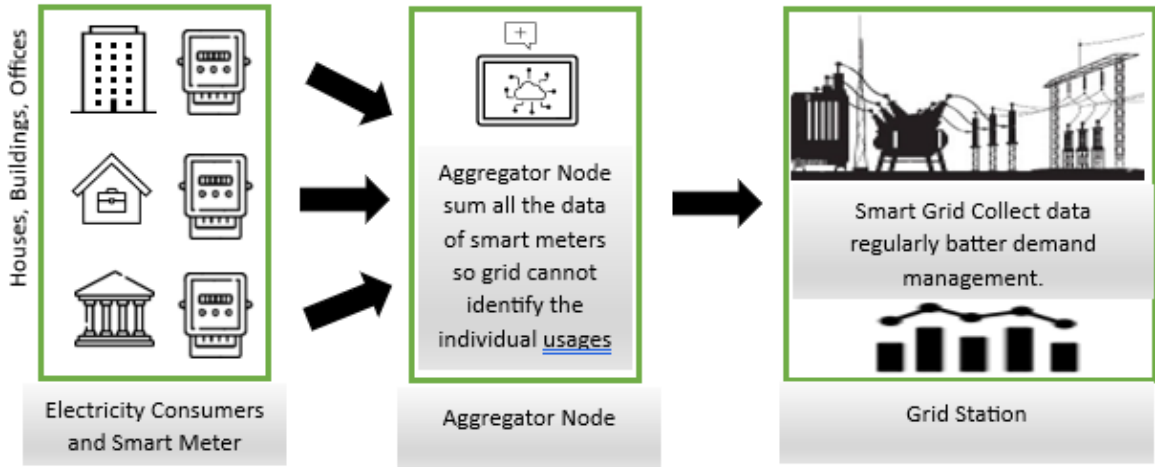 Houses, Buildings, Offices
Aggregator Node
sum all the data
of smart meters
so grid cannot
identify the
individual usages
Smart Grid Collect data
regularly batter demand
management.
Electricity Consumers
and Smart Meter
Aggregator Node
Grid Station